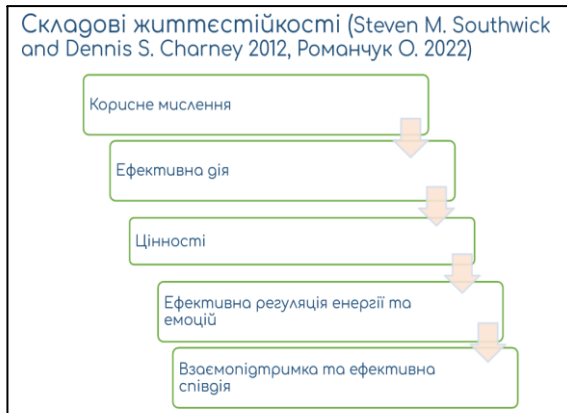 Складові життєстійкості (Steven M. Southwick
and Dennis S. Charney 2012, Романчук О. 2022)
Корисне мислення
Ефективна дія
Цінності
Ефективна регуляція енергії та
емоцій
Взаємопідтримка та ефективна
співдія